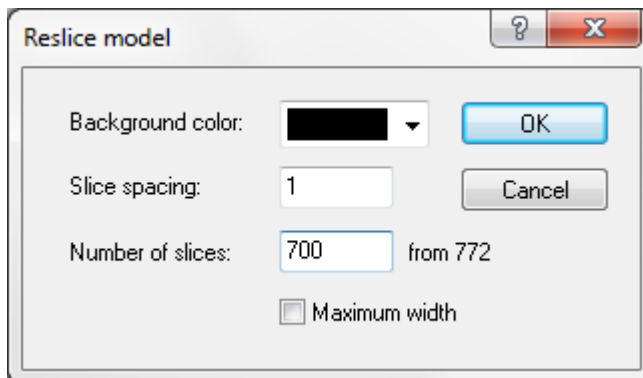 Reslice model
?
Background color:
OK
Slice spacing: 1
Cancel
Number of slices: 700 from 772
Maximum width